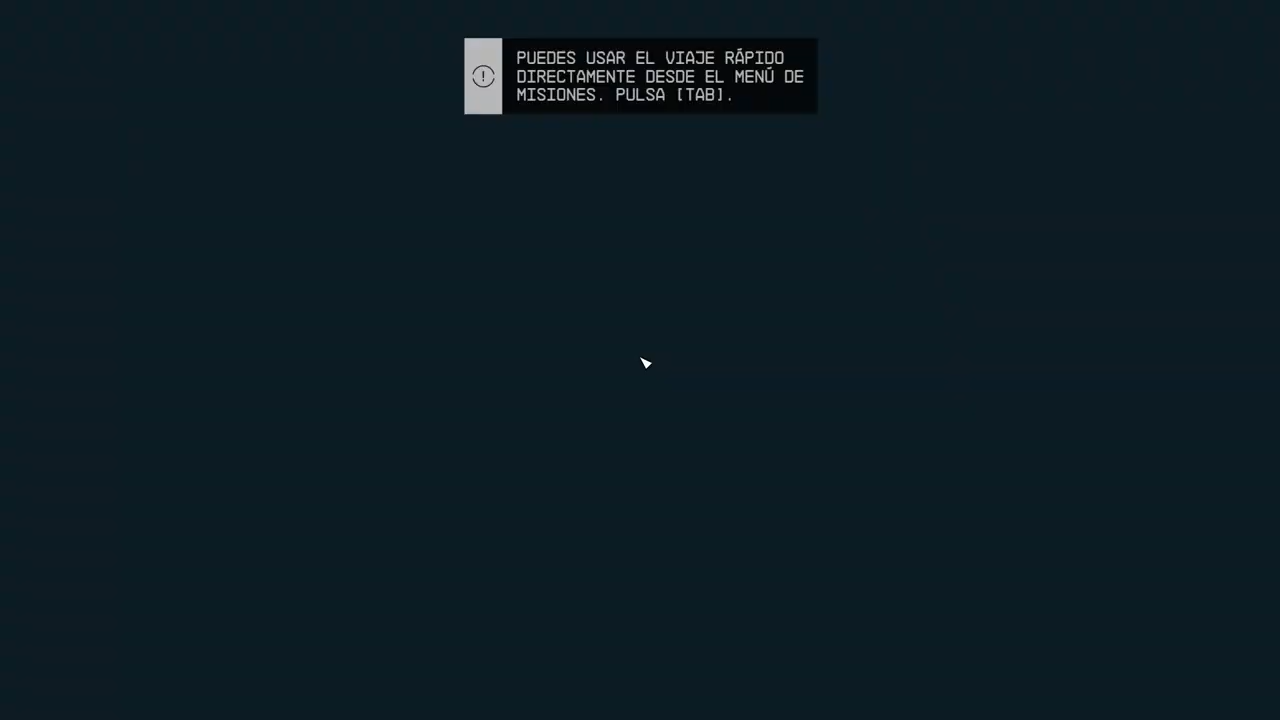 PUEDES USAR EL VIAJE RÁPIDO
DIRECTAMENTE DESDE EL MENÚ DE
MISIONES. PULSA [TAB].